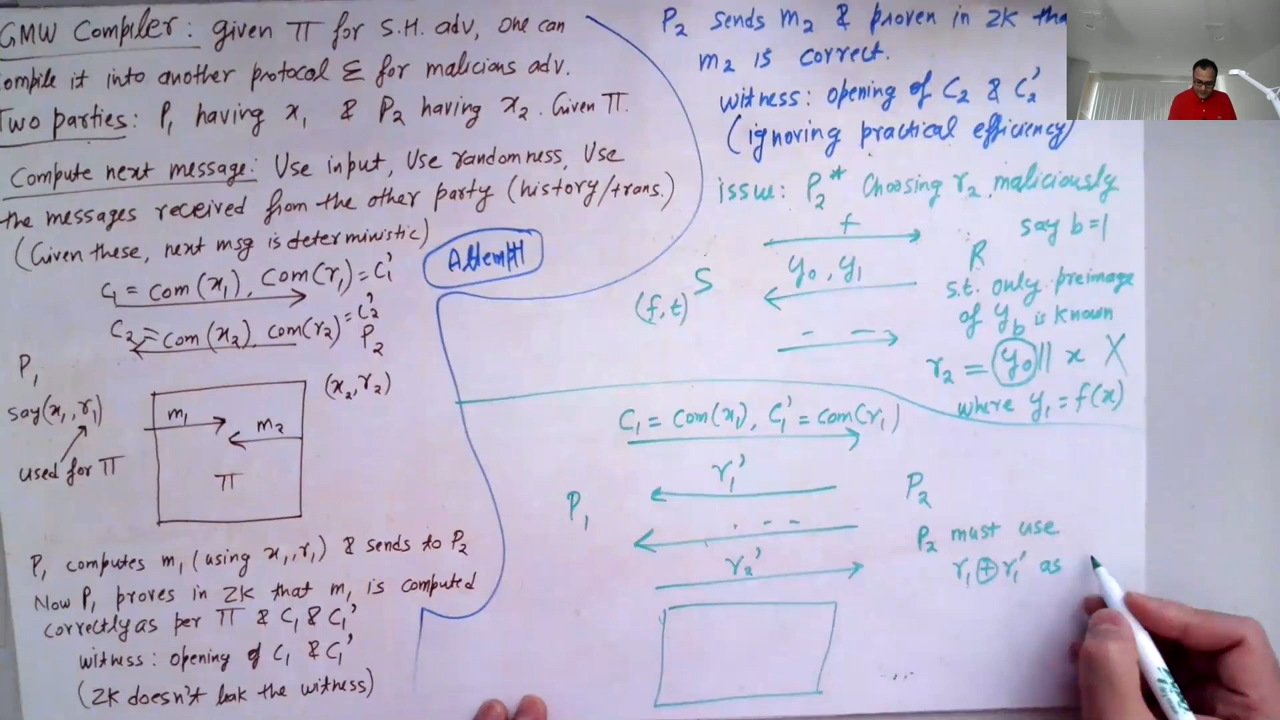 GMW Compiler: given Π for S.H. adv, one can
ompile it into another protocol Σ for malicious adv.
Two parties: P₁ having x₁ & P₂ having x₂. Given Π.
Compute next message: Use input, Use randomness, Use
the messages received from the other party (history/trans.)
(Given these, next msg is deterministic)
C₁ = Com(x₁), Com(r₁) = C₁'
C₂ = Com(x₂), Com(r₂) = C₂'
P₂
P₁
(x₂, r₂)
say (x₁, r₁)
m₁
m₂
used for Π
Π
P₁ computes m₁ (using x₁, r₁) & sends to P₂
Now P₁ proves in ZK that m₁ is computed
correctly as per Π & C₁ & C₁'
witness: opening of C₁ & C₁'
(ZK doesn't leak the witness)
Attempt 1
P₂ sends m₂ & proven in ZK tha
m₂ is correct.
witness: opening of C₂ & C₂'
(ignoring practical efficiency)
issue: P₂* Choosing r₂ maliciously
f
say b=1
S
y₀, y₁
R
(f,t)
s.t. only preimage
of y_b is known
- - →
r₂ = y₀ || x X
where y₁ = f(x)
C₁ = Com(x₁), C₁' = Com(r₁)
r₁'
P₁
P₂
. - -
P₂ must use
r₂'
r₁ ⊕ r₁' as
...